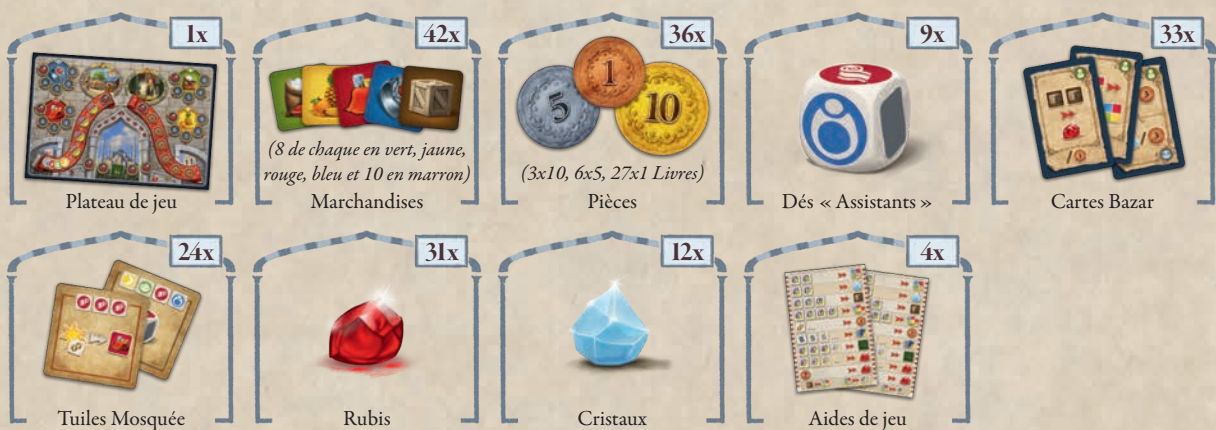 1x
Plateau de jeu
42x
(8 de chaque en vert, jaune,
rouge, bleu et 10 en marron)
Marchandises
36x
5
1
10
(3x10, 6x5, 27x1 Livres)
Pièces
9x
Dés « Assistants »
33x
Cartes Bazar
24x
Tuiles Mosquée
31x
Rubis
12x
Cristaux
4x
Aides de jeu